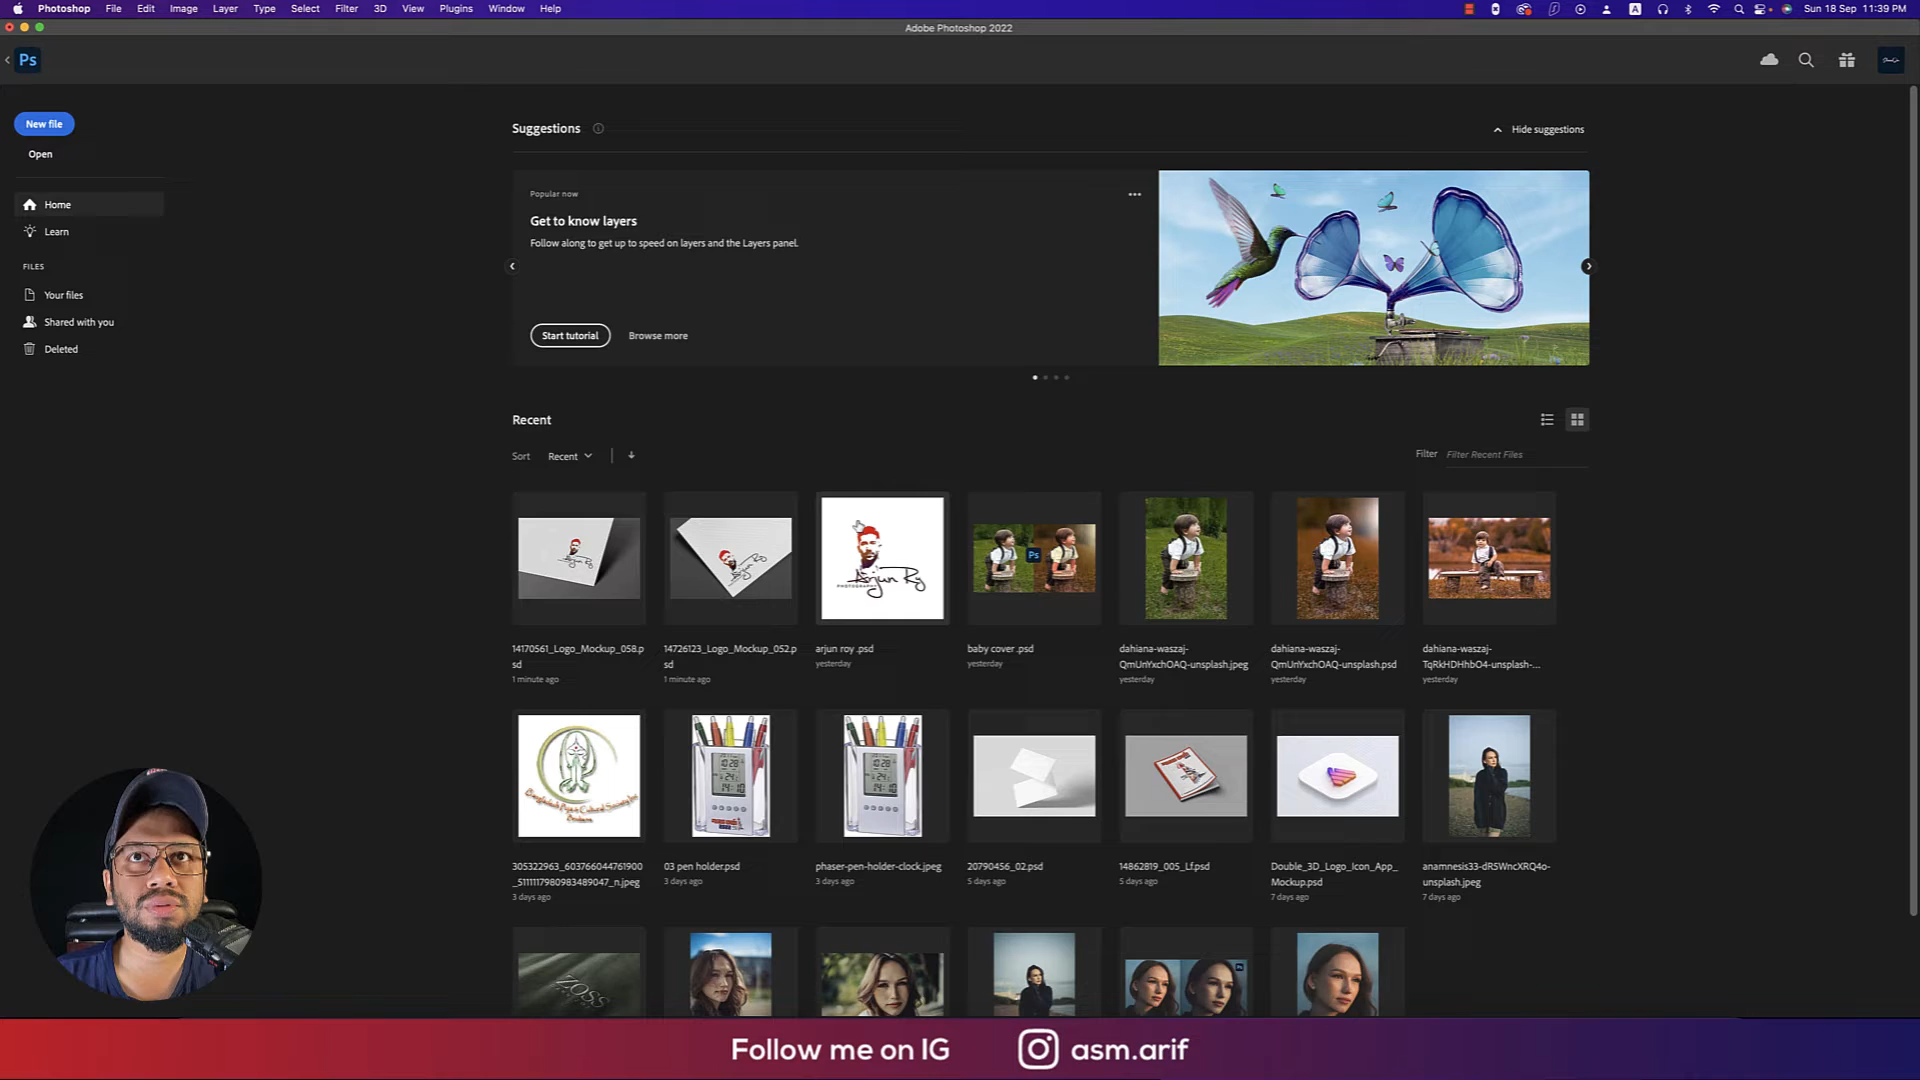 Photoshop File Edit Image Layer Type Select Filter 3D View Plugins Window Help
A
Sun 18 Sep 11:39 PM
Adobe Photoshop 2022
Ps
New file
Open
Home
Learn
FILES
Your files
Shared with you
Deleted
Suggestions
Hide suggestions
Popular now
Get to know layers
Follow along to get up to speed on layers and the Layers panel.
Start tutorial
Browse more
Recent
Sort Recent
Filter Filter Recent Files
Arjun Ry
PHOTOGRAPHY
Ps
14170561_Logo_Mockup_058.p
sd
1 minute ago
14726123_Logo_Mockup_052.p
sd
1 minute ago
arjun roy .psd
yesterday
baby cover .psd
yesterday
dahiana-waszaj-
QmUnYxchOAQ-unsplash.jpeg
yesterday
dahiana-waszaj-
QmUnYxchOAQ-unsplash.psd
yesterday
dahiana-waszaj-
TqRkHDHhbO4-unsplash-...
yesterday
305322963_603766044761900
_5111117980983489047_n.jpeg
3 days ago
03 pen holder.psd
3 days ago
phaser-pen-holder-clock.jpeg
3 days ago
20790456_02.psd
5 days ago
14862819_005_Lf.psd
5 days ago
Double_3D_Logo_Icon_App_
Mockup.psd
7 days ago
anamnesis33-dRSWncXRQ4o-
unsplash.jpeg
7 days ago
ZOSS
Follow me on IG
asm.arif